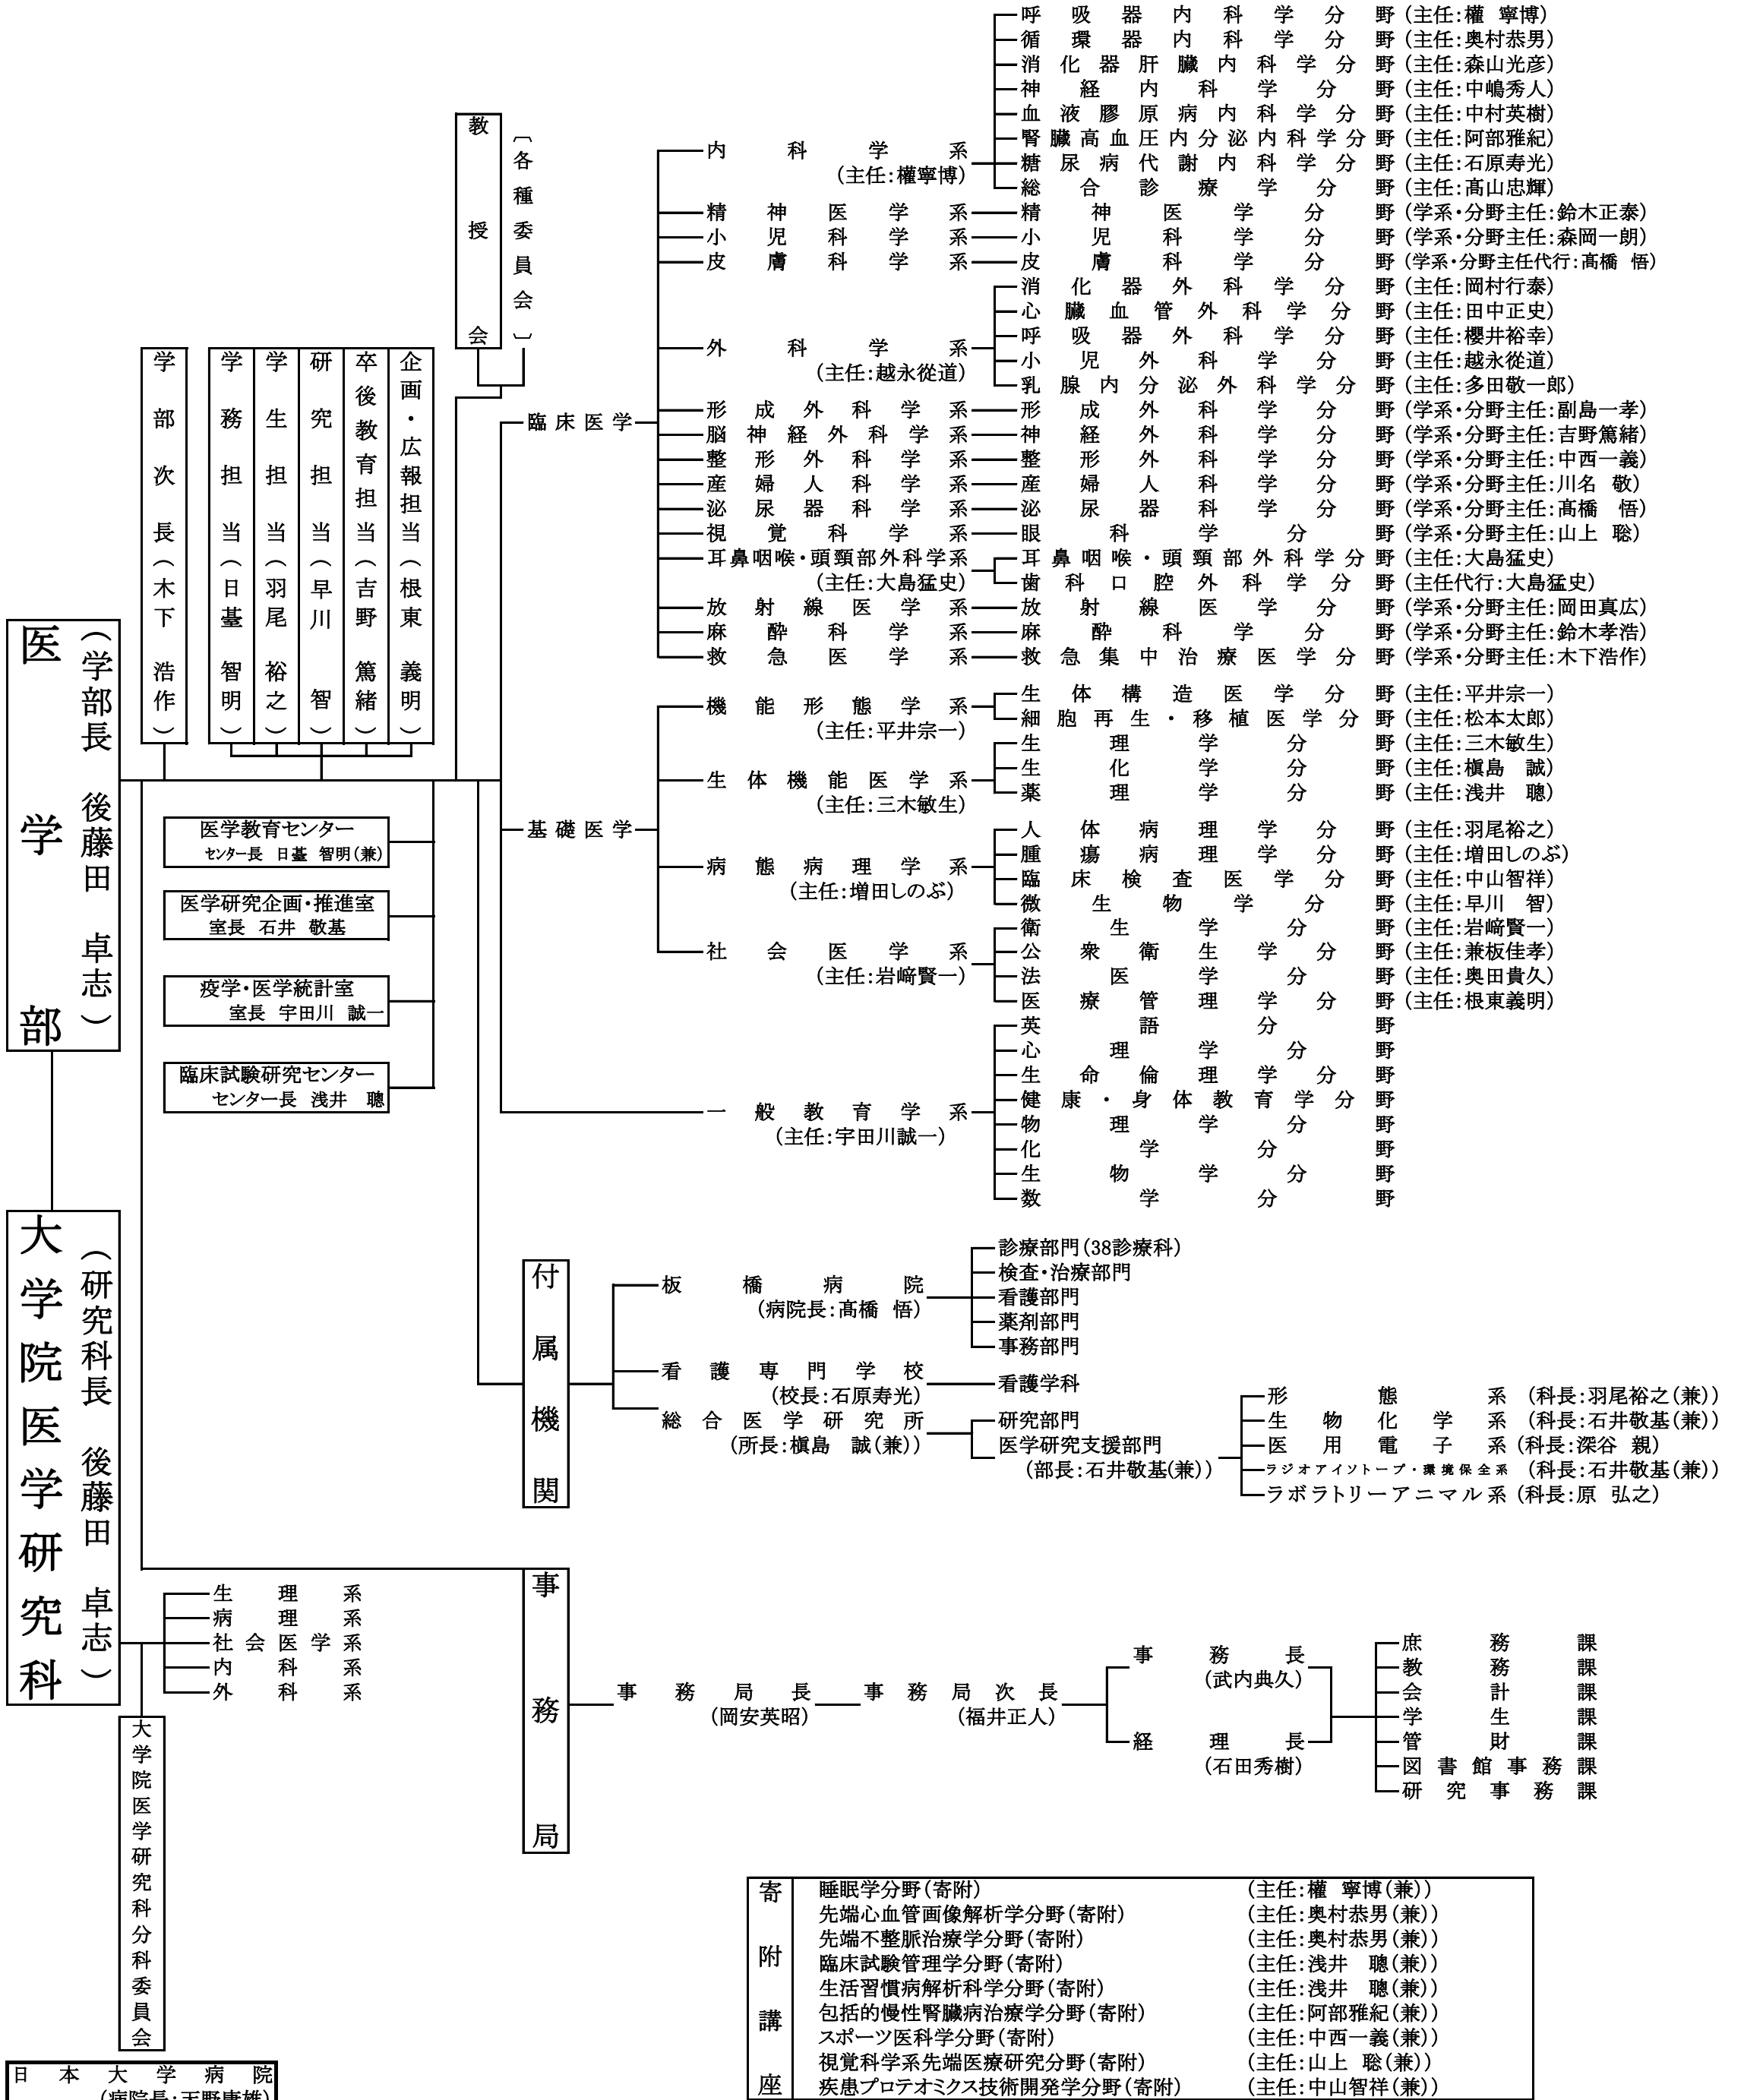 医学部
(学部長 後藤田 卓志)
学部次長(木下 浩作)
学務担当(日䑓 智明)
学生担当(羽尾 裕之)
研究担当(早川 智)
卒後教育担当(吉野 篤緒)
企画・広報担当(根東 義明)
教授会
〔各種委員会〕
医学教育センター
センター長 日䑓 智明(兼)
医学研究企画・推進室
室長 石井 敬基
疫学・医学統計室
室長 宇田川 誠一
臨床試験研究センター
センター長 浅井 聰
臨床医学
内科学系
(主任:權寧博)
呼吸器内科学分野(主任:權 寧博)
循環器内科学分野(主任:奥村恭男)
消化器肝臓内科学分野(主任:森山光彦)
神経内科学分野(主任:中嶋秀人)
血液膠原病内科学分野(主任:中村英樹)
腎臓高血圧内分泌内科学分野(主任:阿部雅紀)
糖尿病代謝内科学分野(主任:石原寿光)
総合診療学分野(主任:髙山忠輝)
精神医学系
精神医学分野(学系・分野主任:鈴木正泰)
小児科学系
小児科学分野(学系・分野主任:森岡一朗)
皮膚科学系
皮膚科学分野(学系・分野主任代行:髙橋 悟)
外科学系
(主任:越永從道)
消化器外科学分野(主任:岡村行泰)
心臓血管外科学分野(主任:田中正史)
呼吸器外科学分野(主任:櫻井裕幸)
小児外科学分野(主任:越永從道)
乳腺内分泌外科学分野(主任:多田敬一郎)
形成外科学系
形成外科学分野(学系・分野主任:副島一孝)
脳神経外科学系
神経外科学分野(学系・分野主任:吉野篤緒)
整形外科学系
整形外科学分野(学系・分野主任:中西一義)
産婦人科学系
産婦人科学分野(学系・分野主任:川名 敬)
泌尿器科学系
泌尿器科学分野(学系・分野主任:髙橋 悟)
視覚科学系
眼科学分野(学系・分野主任:山上 聡)
耳鼻咽喉・頭頸部外科学系
(主任:大島猛史)
耳鼻咽喉・頭頸部外科学分野(主任:大島猛史)
歯科口腔外科学分野(主任代行:大島猛史)
放射線医学系
放射線医学分野(学系・分野主任:岡田真広)
麻酔科学系
麻酔科学分野(学系・分野主任:鈴木孝浩)
救急医学系
救急集中治療医学分野(学系・分野主任:木下浩作)
基礎医学
機能形態学系
(主任:平井宗一)
生体構造医学分野(主任:平井宗一)
細胞再生・移植医学分野(主任:松本太郎)
生体機能医学系
(主任:三木敏生)
生理学分野(主任:三木敏生)
生化学分野(主任:槇島 誠)
薬理学分野(主任:浅井 聰)
病態病理学系
(主任:増田しのぶ)
人体病理学分野(主任:羽尾裕之)
腫瘍病理学分野(主任:増田しのぶ)
臨床検査医学分野(主任:中山智祥)
微生物学分野(主任:早川 智)
社会医学系
(主任:岩﨑賢一)
衛生学分野(主任:岩﨑賢一)
公衆衛生学分野(主任:兼板佳孝)
法医学分野(主任:奥田貴久)
医療管理学分野(主任:根東義明)
一般教育学系
(主任:宇田川誠一)
英語分野
心理学分野
生命倫理学分野
健康・身体教育学分野
物理学分野
化学分野
生物学分野
数学分野
付属機関
板橋病院
(病院長:髙橋 悟)
診療部門(38診療科)
検査・治療部門
看護部門
薬剤部門
事務部門
看護専門学校
(校長:石原寿光)
看護学科
総合医学研究所
(所長:槇島 誠(兼))
研究部門
医学研究支援部門
(部長:石井敬基(兼))
形態系 (科長:羽尾裕之(兼))
生物化学系 (科長:石井敬基(兼))
医用電子系(科長:深谷 親)
ラジオアイソトープ・環境保全系 (科長:石井敬基(兼))
ラボラトリーアニマル系(科長:原 弘之)
大学院医学研究科
(研究科長 後藤田 卓志)
生理系
病理系
社会医学系
内科系
外科系
大学院医学研究科分科委員会
事務局
事務局長
(岡安英昭)
事務局次長
(福井正人)
事務長
(武内典久)
経理長
(石田秀樹)
庶務課
教務課
会計課
学生課
管財課
図書館事務課
研究事務課
寄附講座
睡眠学分野(寄附) (主任:權 寧博(兼))
先端心血管画像解析学分野(寄附) (主任:奥村恭男(兼))
先端不整脈治療学分野(寄附) (主任:奥村恭男(兼))
臨床試験管理学分野(寄附) (主任:浅井 聰(兼))
生活習慣病解析科学分野(寄附) (主任:浅井 聰(兼))
包括的慢性腎臓病治療学分野(寄附) (主任:阿部雅紀(兼))
スポーツ医科学分野(寄附) (主任:中西一義(兼))
視覚科学系先端医療研究分野(寄附) (主任:山上 聡(兼))
疾患プロテオミクス技術開発学分野(寄附) (主任:中山智祥(兼))
日本大学病院
(病院長:天野康雄)